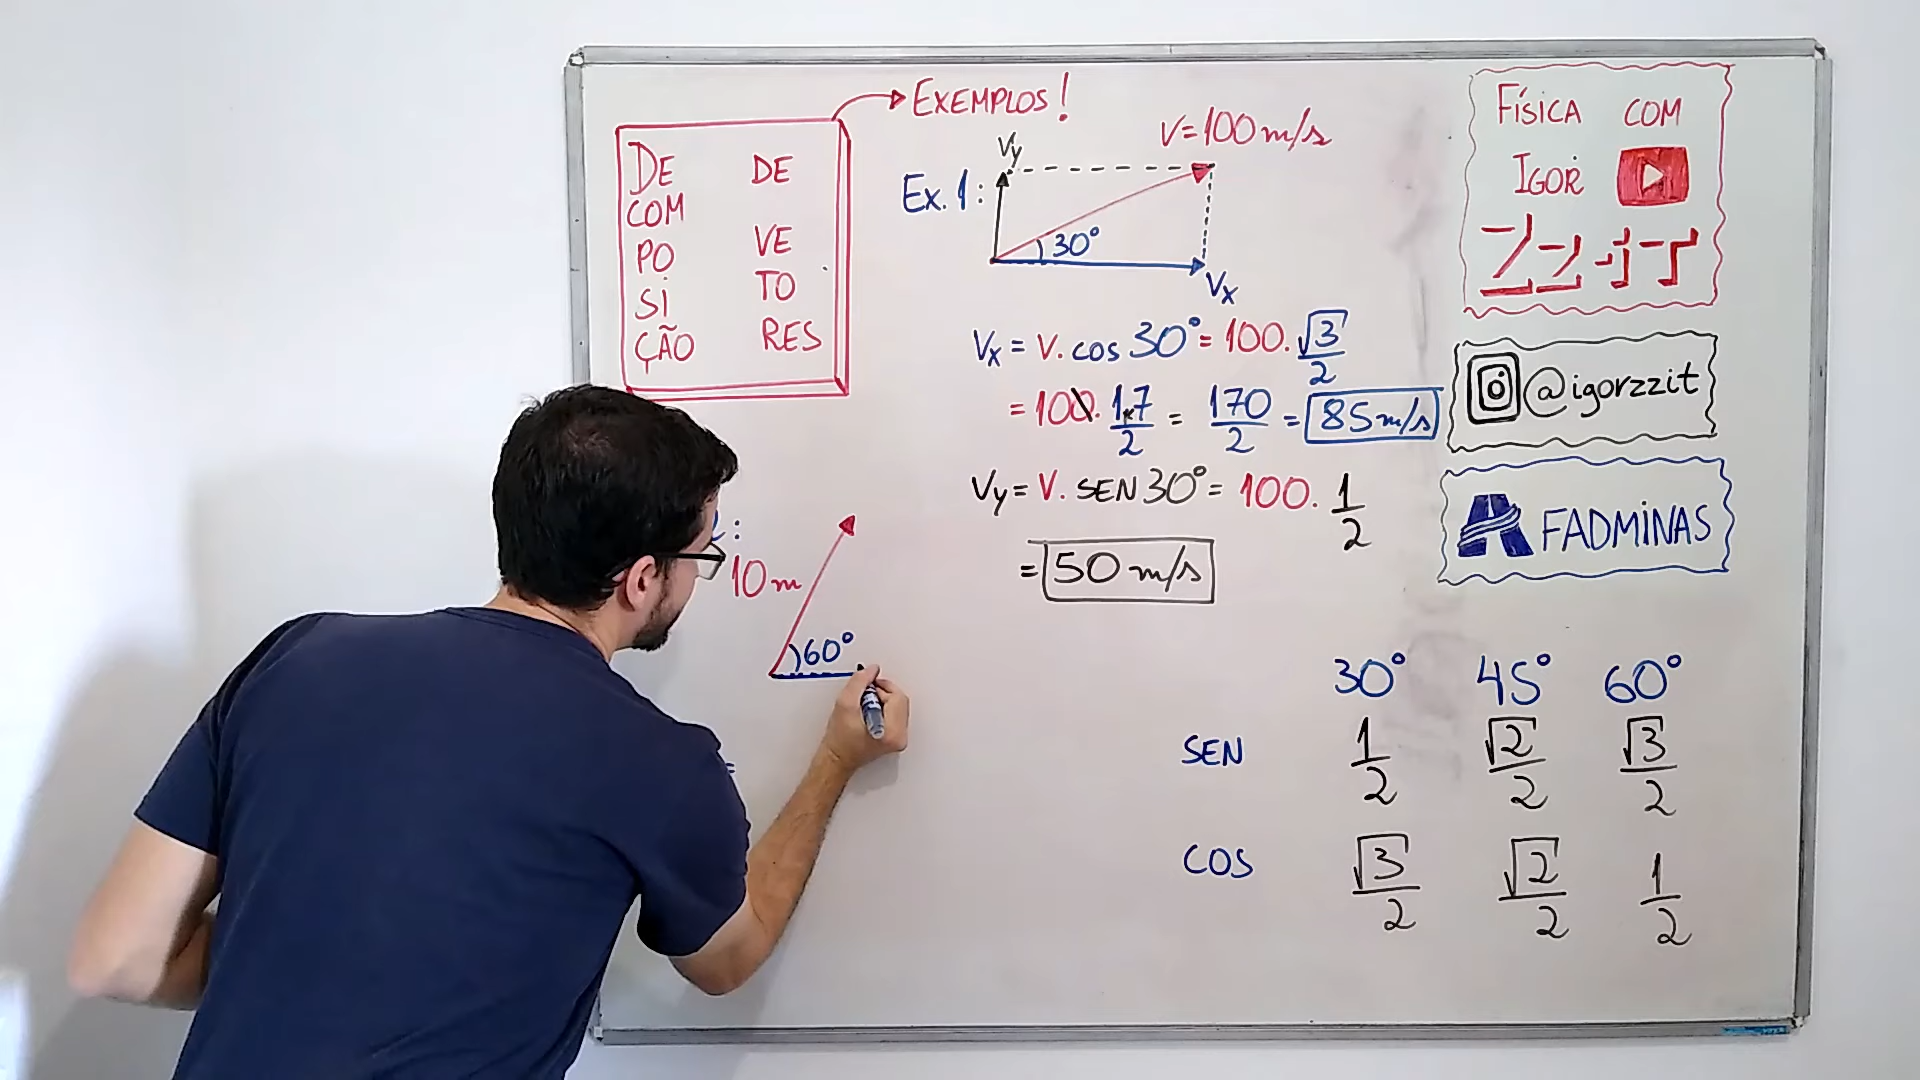 EXEMPLOS!
DE DE
COM
PO VE
SI TO
ÇÃO RES
Ex. 1:
Vy
V=100m/s
30°
Vx
Vx = V. cos 30° = 100. √3/2
= 100. 1,7/2 = 170/2 = 85m/s
Vy = V. SEN 30° = 100. 1/2
= 50 m/s
10m
60°
30° 45° 60°
SEN 1/2 √2/2 √3/2
COS √3/2 √2/2 1/2
FÍSICA COM
IGOR
@igorzzit
FADMINAS